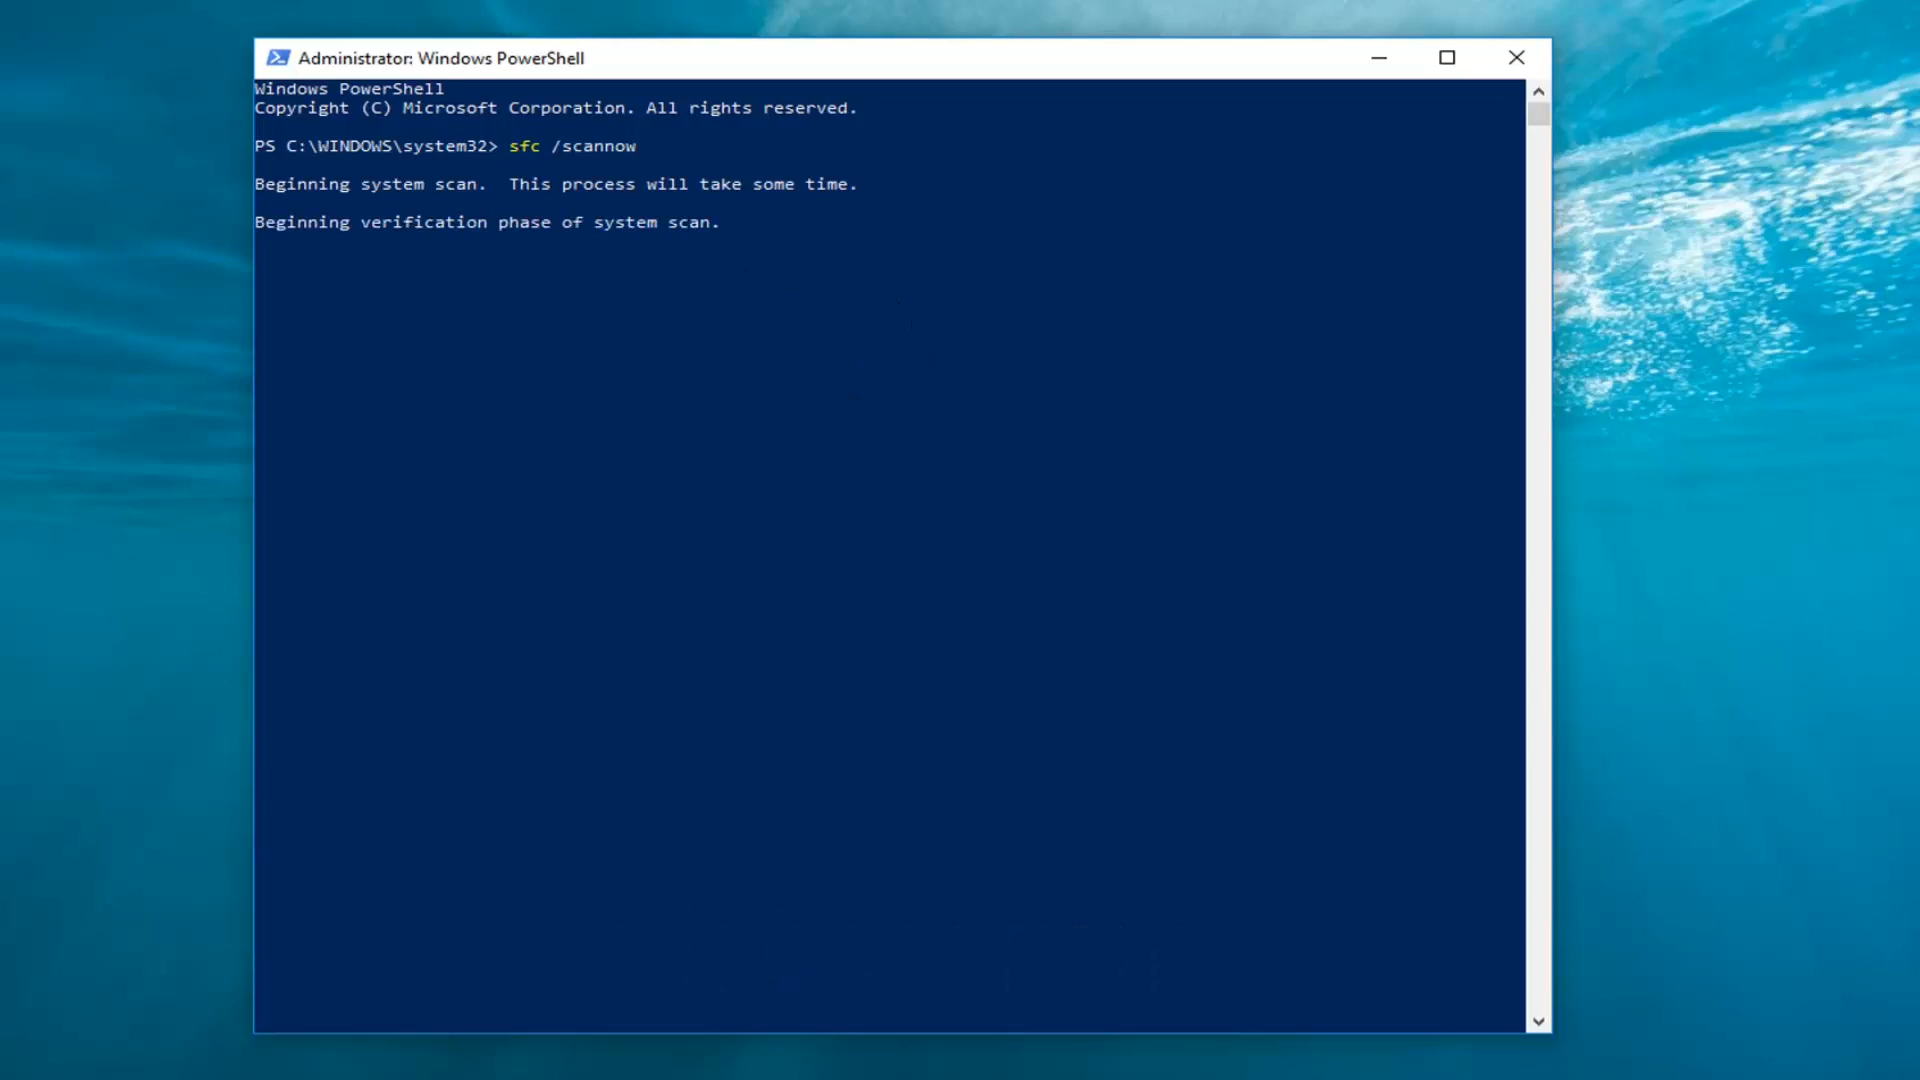 Administrator: Windows PowerShell
Windows PowerShell
Copyright (C) Microsoft Corporation. All rights reserved.
PS C:\WINDOWS\system32> sfc /scannow
Beginning system scan.  This process will take some time.
Beginning verification phase of system scan.